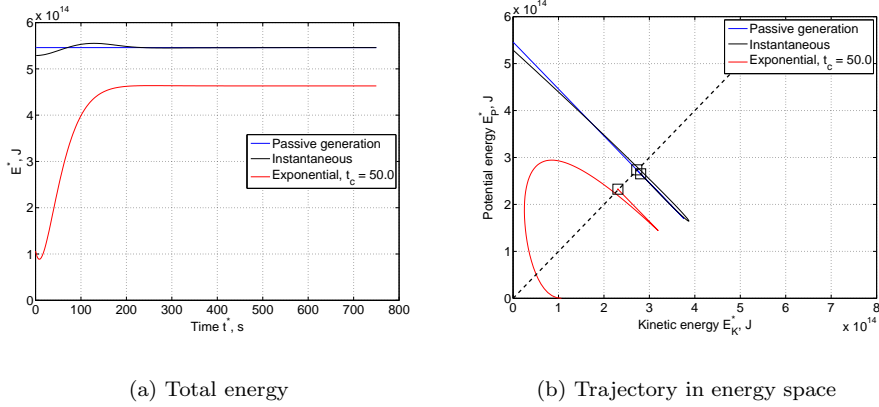 x 10^14
6
5
4
3
2
1
0
0 100 200 300 400 500 600 700 800
Time t*, s
E*, J
Passive generation
Instantaneous
Exponential, t_c = 50.0
x 10^14
6
5
4
3
2
1
0
0 1 2 3 4 5 6 7 8
x 10^14
Kinetic energy E_K^*, J
Potential energy E_P^*, J
Passive generation
Instantaneous
Exponential, t_c = 50.0
(a) Total energy
(b) Trajectory in energy space